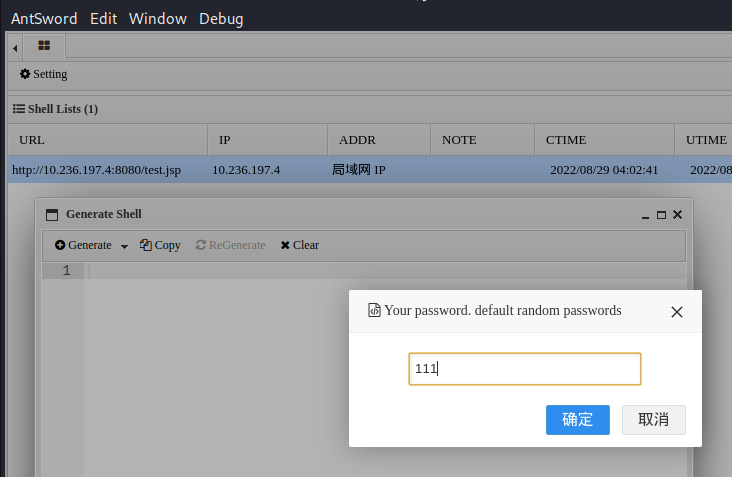 AntSword Edit Window Debug
Setting
Shell Lists (1)
URL IP ADDR NOTE CTIME UTIME
http://10.236.197.4:8080/test.jsp 10.236.197.4 局域网 IP 2022/08/29 04:02:41 2022/08
Generate Shell
Generate Copy ReGenerate Clear
1
Your password. default random passwords
111
确定 取消